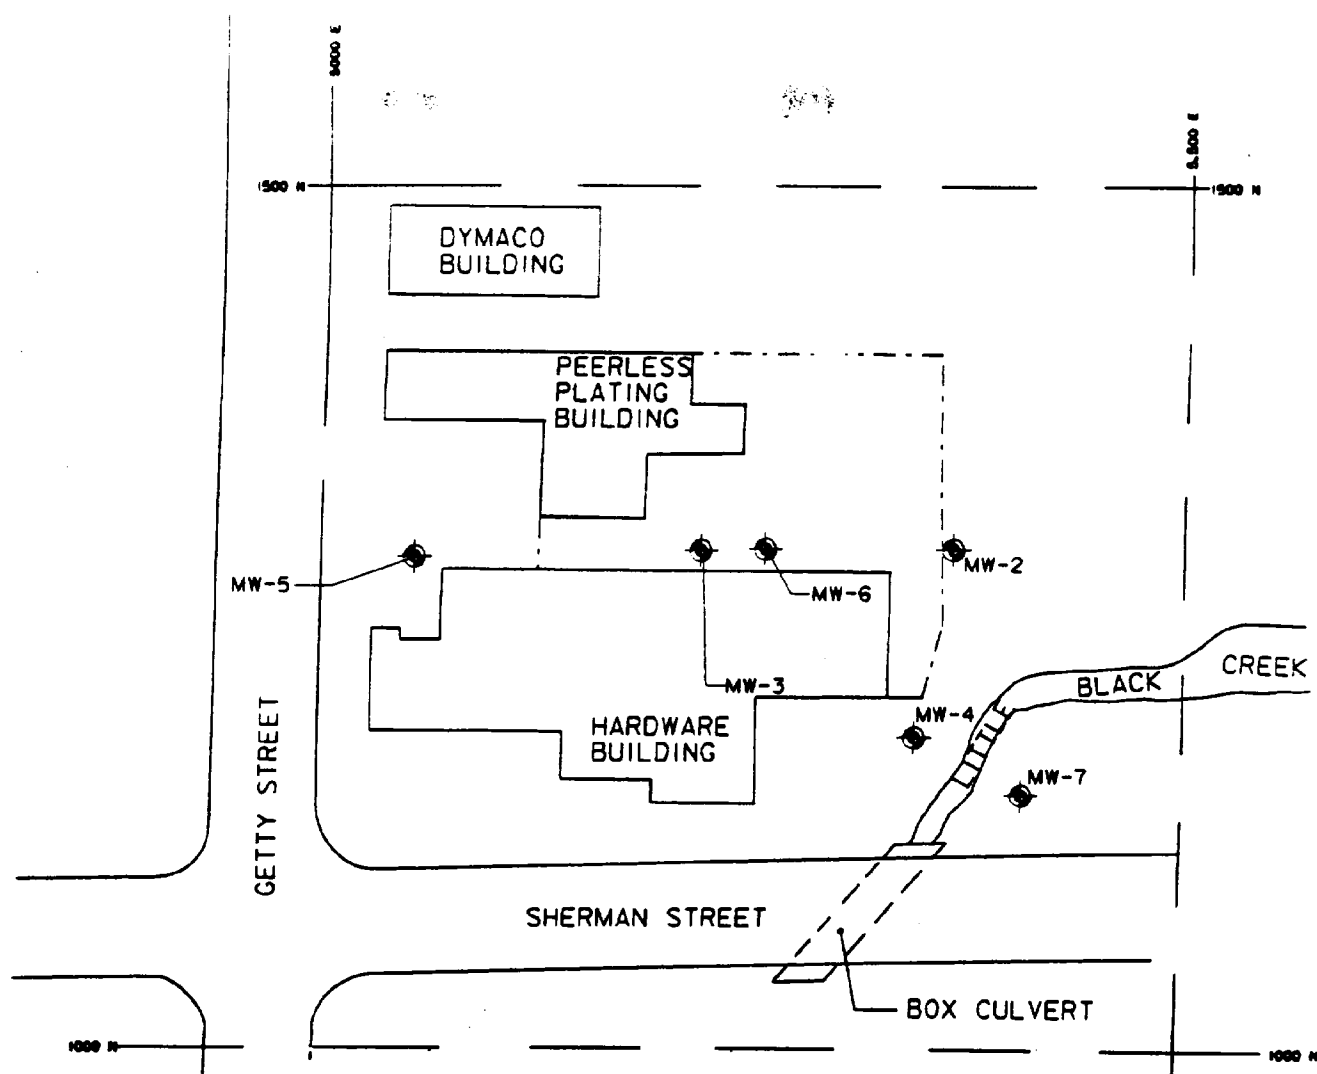 5000 E
5,500 E
1500 N
1500 N
DYMACO
BUILDING
PEERLESS
PLATING
BUILDING
MW-5
MW-6
MW-2
MW-3
HARDWARE
BUILDING
MW-4
LITTLE
BLACK
CREEK
MW-7
GETTY STREET
SHERMAN STREET
BOX CULVERT
1000 N
1000 N